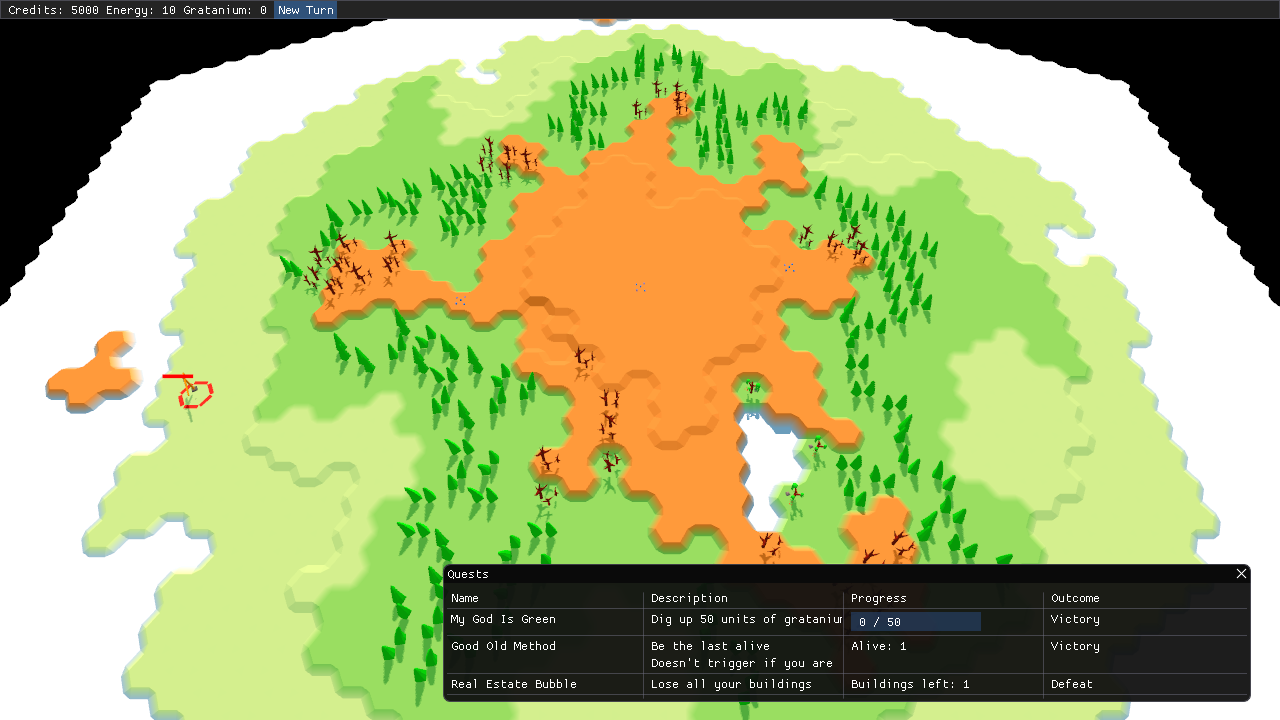 Credits: 5000 Energy: 10 Gratanium: 0 New Turn
Quests
Name Description Progress Outcome
My God Is Green Dig up 50 units of 0 / 50 Victory
Good Old Method Be the last alive Alive: 1 Victory
Doesn't trigger if you are
Real Estate Bubble Lose all your buildings Buildings left: 1 Defeat